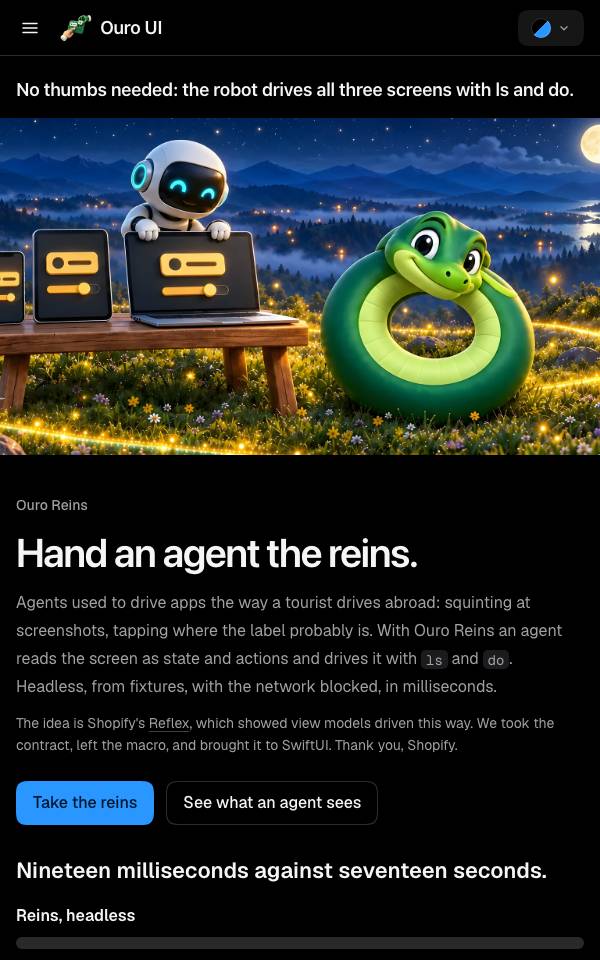 Ouro UI
No thumbs needed: the robot drives all three screens with ls and do.
Ouro Reins
Hand an agent the reins.
Agents used to drive apps the way a tourist drives abroad: squinting at
screenshots, tapping where the label probably is. With Ouro Reins an agent
reads the screen as state and actions and drives it with ls and do.
Headless, from fixtures, with the network blocked, in milliseconds.
The idea is Shopify's Reflex, which showed view models driven this way. We took the
contract, left the macro, and brought it to SwiftUI. Thank you, Shopify.
Take the reins
See what an agent sees
Nineteen milliseconds against seventeen seconds.
Reins, headless